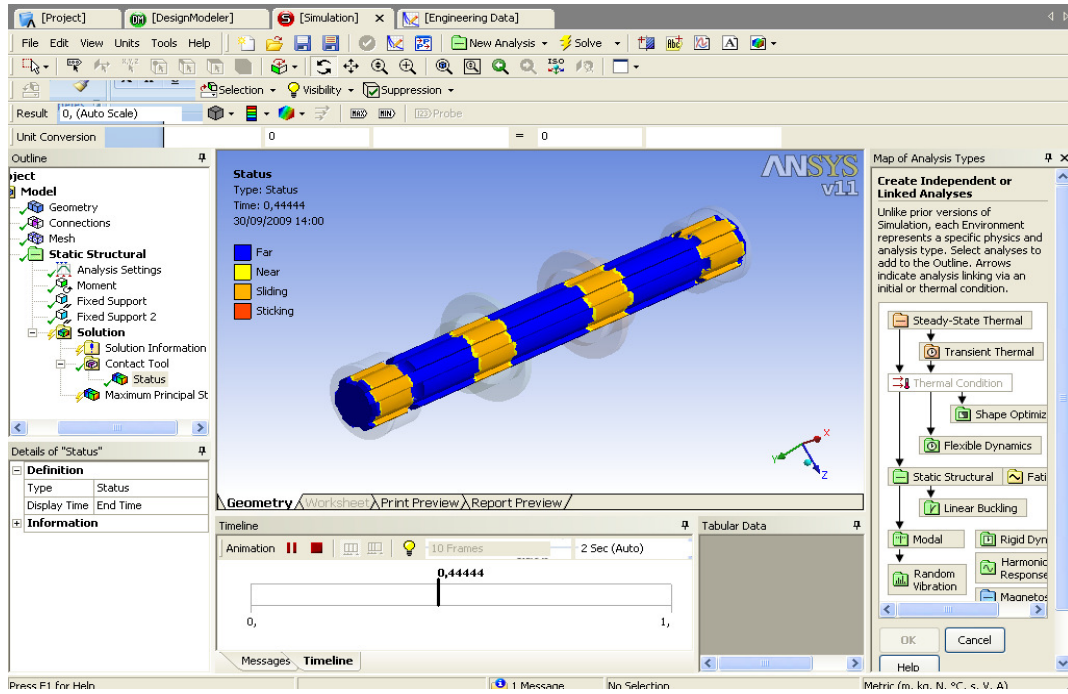 [Project] [DesignModeler] [Simulation] [Engineering Data]
File Edit View Units Tools Help New Analysis Solve
ISO
Selection Visibility Suppression
Result 0, (Auto Scale) MAX MIN Probe
Unit Conversion 0 = 0
Outline
oject
Model
Geometry
Connections
Mesh
Static Structural
Analysis Settings
Moment
Fixed Support
Fixed Support 2
Solution
Solution Information
Contact Tool
Status
Maximum Principal St
Details of "Status"
Definition
Type Status
Display Time End Time
Information
Status
Type: Status
Time: 0,44444
30/09/2009 14:00
Far
Near
Sliding
Sticking
ANSYS
v11
X
Y
Z
Geometry Worksheet Print Preview Report Preview
Timeline
Animation 10 Frames 2 Sec (Auto)
0,44444
0, 1,
Messages Timeline
Tabular Data
Map of Analysis Types
Create Independent or
Linked Analyses
Unlike prior versions of
Simulation, each Environment
represents a specific physics and
analysis type. Select analyses to
add to the Outline. Arrows
indicate analysis linking via an
initial or thermal condition.
Steady-State Thermal
Transient Thermal
Thermal Condition
Shape Optimiz
Flexible Dynamics
Static Structural Fati
Linear Buckling
Modal Rigid Dyn
Harmonic
Response
Random
Vibration
Magnetos
OK Cancel
Help
Press F1 for Help 1 Message No Selection Metric (m, kg, N, °C, s, V, A)